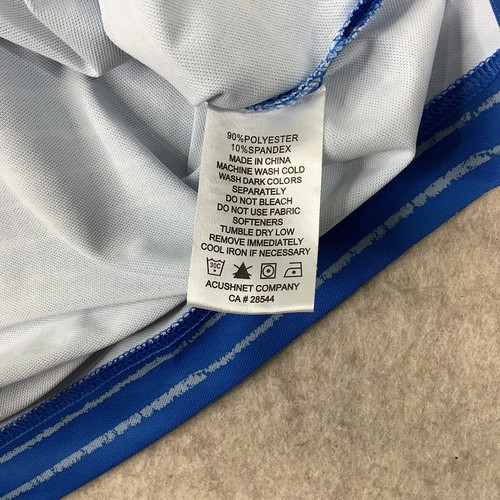 90%POLYESTER
10%SPANDEX
MADE IN CHINA
MACHINE WASH COLD
WASH DARK COLORS
SEPARATELY
DO NOT BLEACH
DO NOT USE FABRIC
SOFTENERS
TUMBLE DRY LOW
REMOVE IMMEDIATELY
COOL IRON IF NECESSARY
30C
ACUSHNET COMPANY
CA # 28544